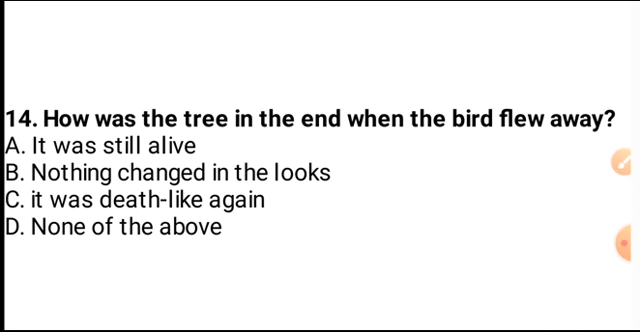 14. How was the tree in the end when the bird flew away?
A. It was still alive
B. Nothing changed in the looks
C. it was death-like again
D. None of the above